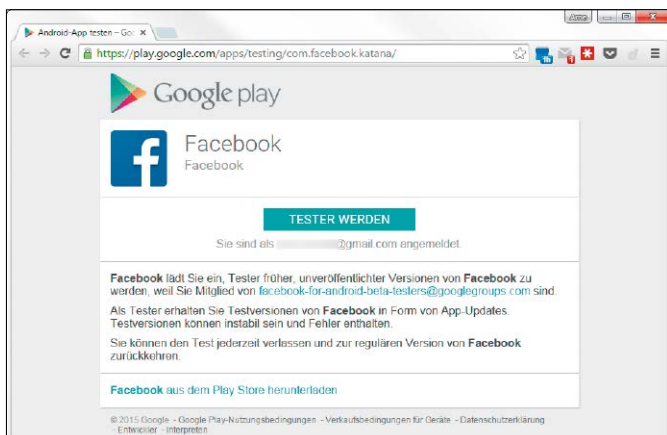 Android-App testen – Go
https://play.google.com/apps/testing/com.facebook.katana/
Google play
Facebook
Facebook
TESTER WERDEN
Sie sind als @gmail.com angemeldet.
Facebook lädt Sie ein, Tester früher, unveröffentlichter Versionen von Facebook zu
werden, weil Sie Mitglied von facebook-for-android-beta-testers@googlegroups.com sind.
Als Tester erhalten Sie Testversionen von Facebook in Form von App-Updates.
Testversionen können instabil sein und Fehler enthalten.
Sie können den Test jederzeit verlassen und zur regulären Version von Facebook
zurückkehren.
Facebook aus dem Play Store herunterladen
© 2015 Google - Google Play-Nutzungsbedingungen - Verkaufsbedingungen für Geräte - Datenschutzerklärung
- Entwickler - Interpreten